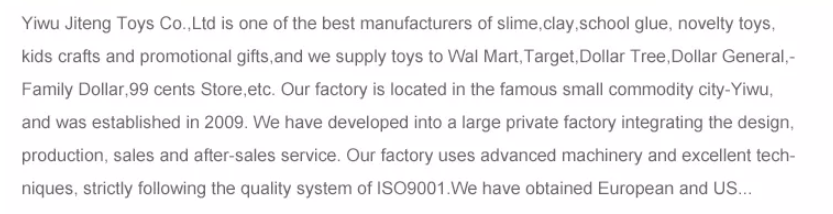 Yiwu Jiteng Toys Co.,Ltd is one of the best manufacturers of slime,clay,school glue, novelty toys,
kids crafts and promotional gifts,and we supply toys to Wal Mart,Target,Dollar Tree,Dollar General,-
Family Dollar,99 cents Store,etc. Our factory is located in the famous small commodity city-Yiwu,
and was established in 2009. We have developed into a large private factory integrating the design,
production, sales and after-sales service. Our factory uses advanced machinery and excellent tech-
niques, strictly following the quality system of ISO9001.We have obtained European and US...